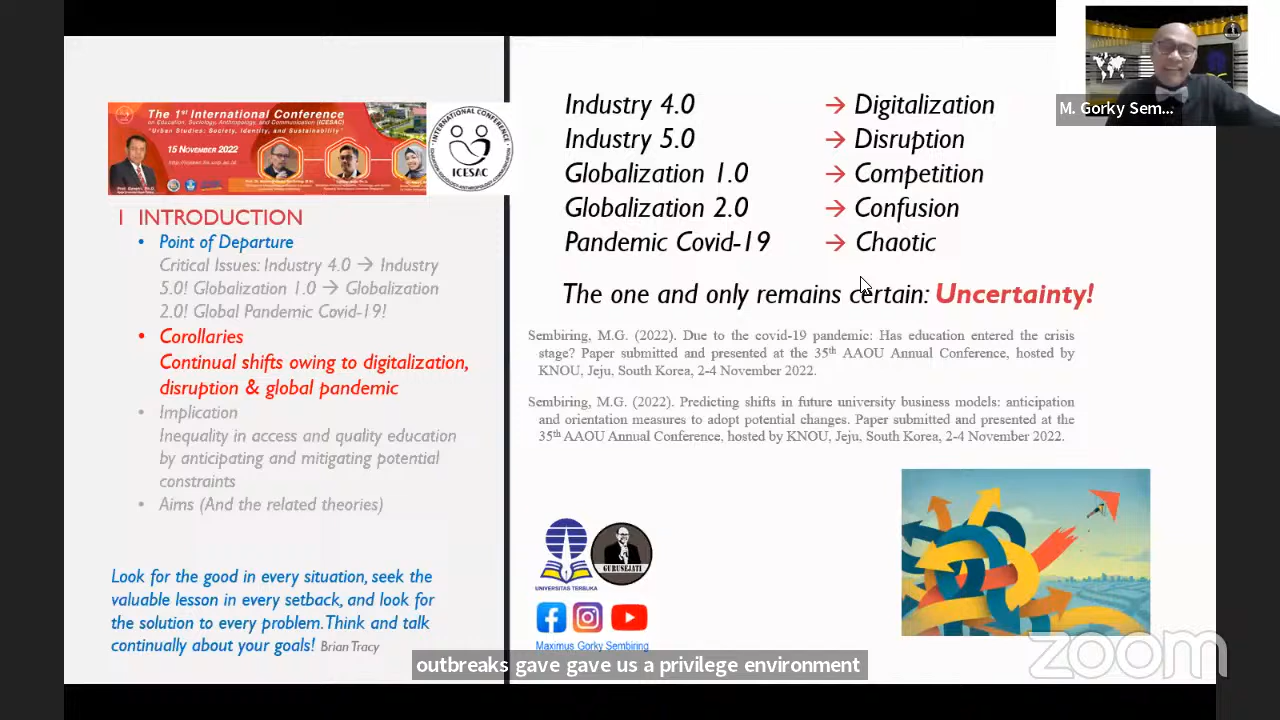 The 1st International Conference
on Education, Sociology, Anthropology, and Communication (ICESAC)
"Urban Studies: Society, Identity, and Sustainability"
15 NOVEMBER 2022
INTERNATIONAL CONFERENCE
ICESAC
1 INTRODUCTION
• Point of Departure
Critical Issues: Industry 4.0 → Industry
5.0! Globalization 1.0 → Globalization
2.0! Global Pandemic Covid-19!
• Corollaries
Continual shifts owing to digitalization,
disruption & global pandemic
• Implication
Inequality in access and quality education
by anticipating and mitigating potential
constraints
• Aims (And the related theories)
Look for the good in every situation, seek the
valuable lesson in every setback, and look for
the solution to every problem. Think and talk
continually about your goals! Brian Tracy
Industry 4.0 → Digitalization
Industry 5.0 → Disruption
Globalization 1.0 → Competition
Globalization 2.0 → Confusion
Pandemic Covid-19 → Chaotic
The one and only remains certain: Uncertainty!
Sembiring, M.G. (2022). Due to the covid-19 pandemic: Has education entered the crisis
stage? Paper submitted and presented at the 35th AAOU Annual Conference, hosted by
KNOU, Jeju, South Korea, 2-4 November 2022.
Sembiring, M.G. (2022). Predicting shifts in future university business models: anticipation
and orientation measures to adopt potential changes. Paper submitted and presented at the
35th AAOU Annual Conference, hosted by KNOU, Jeju, South Korea, 2-4 November 2022.
UNIVERSITAS TERBUKA
GURUSEJATI
Maximus Gorky Sembiring
outbreaks gave gave us a privilege environment
M. Gorky Sem...
zoom